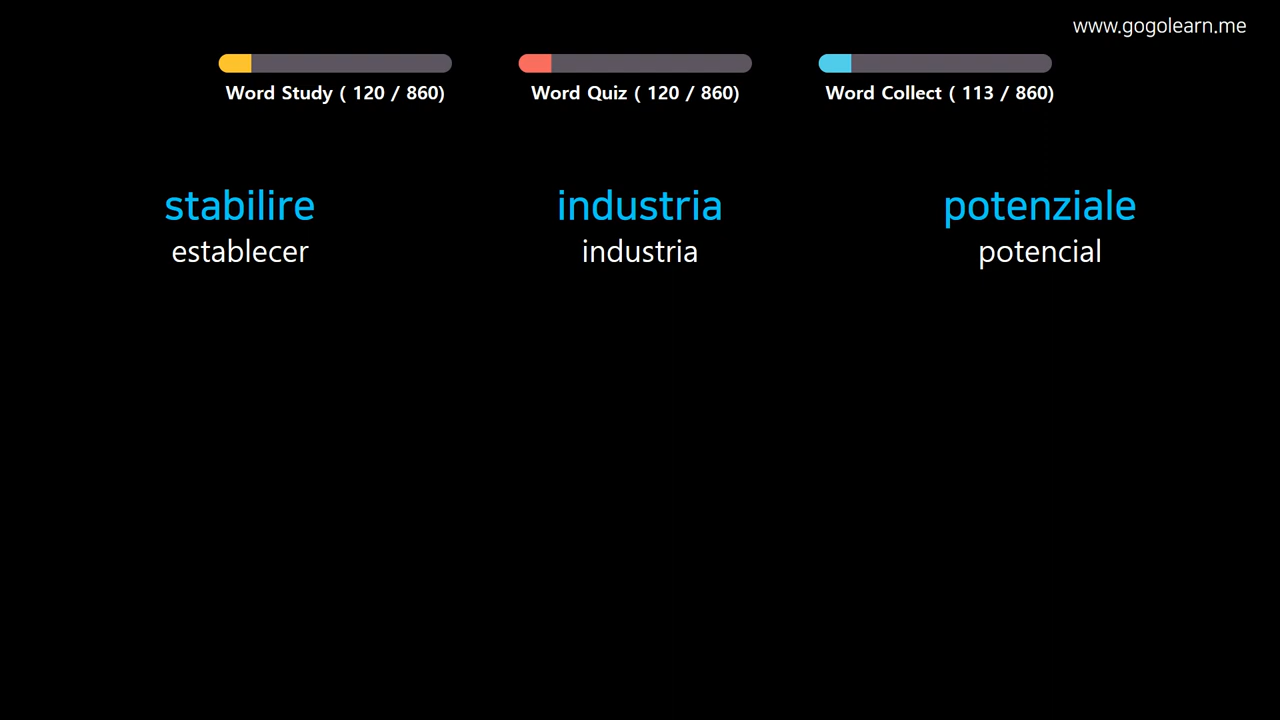 www.gogolearn.me
Word Study ( 120 / 860)
Word Quiz ( 120 / 860)
Word Collect ( 113 / 860)
stabilire
establecer
industria
industria
potenziale
potencial